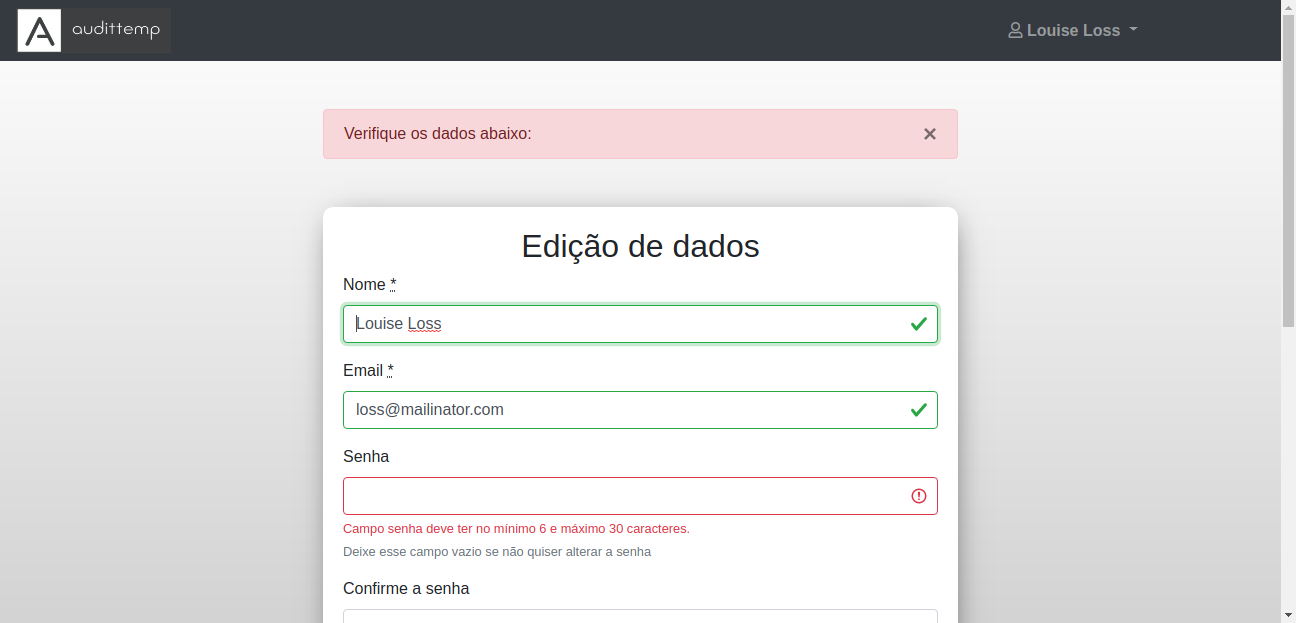 audittemp
Louise Loss
Verifique os dados abaixo:
×
Edição de dados
Nome *
Louise Loss
Email *
loss@mailinator.com
Senha
Campo senha deve ter no mínimo 6 e máximo 30 caracteres.
Deixe esse campo vazio se não quiser alterar a senha
Confirme a senha